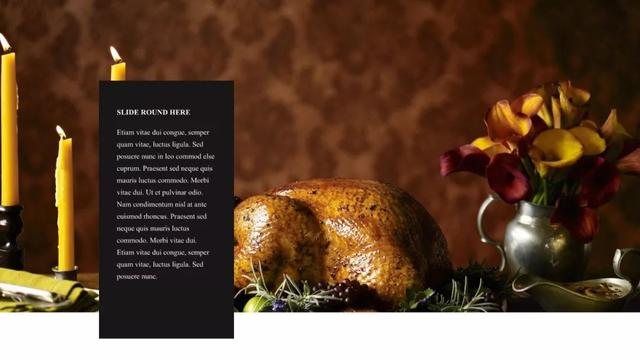 SLIDE ROUND HERE
Etiam vitae dui congue, semper
quam vitae, luctus ligula. Sed
posuere nunc in leo commod else
cuprum. Praesent sed neque quis
mauris luctus commodo. Morbi
vitae dui. Ut et pulvinar odio.
Nam condimentum nisl at ante
euismod rhoncus. Praesent sed
neque quis mauris luctus
commodo. Morbi vitae dui.
Etiam vitae dui congue, semper
quam vitae, luctus ligula. Sed
posuere nunc.